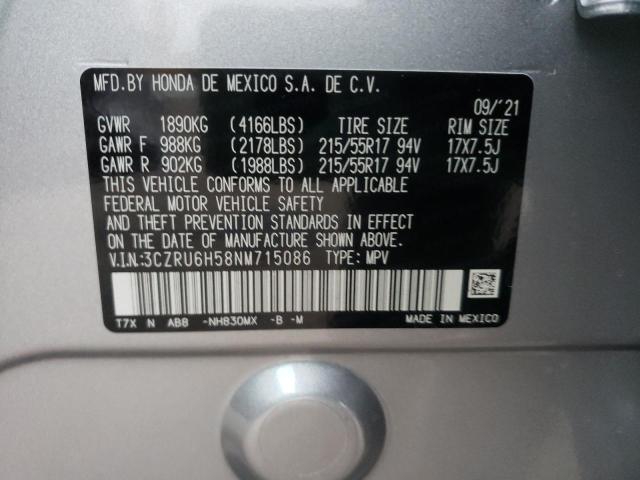 MFD.BY HONDA DE MEXICO S.A. DE C.V.
09/'21
GVWR 1890KG (4166LBS) TIRE SIZE RIM SIZE
GAWR F 988KG (2178LBS) 215/55R17 94V 17X7.5J
GAWR R 902KG (1988LBS) 215/55R17 94V 17X7.5J
THIS VEHICLE CONFORMS TO ALL APPLICABLE
FEDERAL MOTOR VEHICLE SAFETY
AND THEFT PREVENTION STANDARDS IN EFFECT
ON THE DATE OF MANUFACTURE SHOWN ABOVE.
V.I.N:3CZRU6H58NM715086 TYPE: MPV
T7X N AB8 -NH830MX -B -M
MADE IN MEXICO